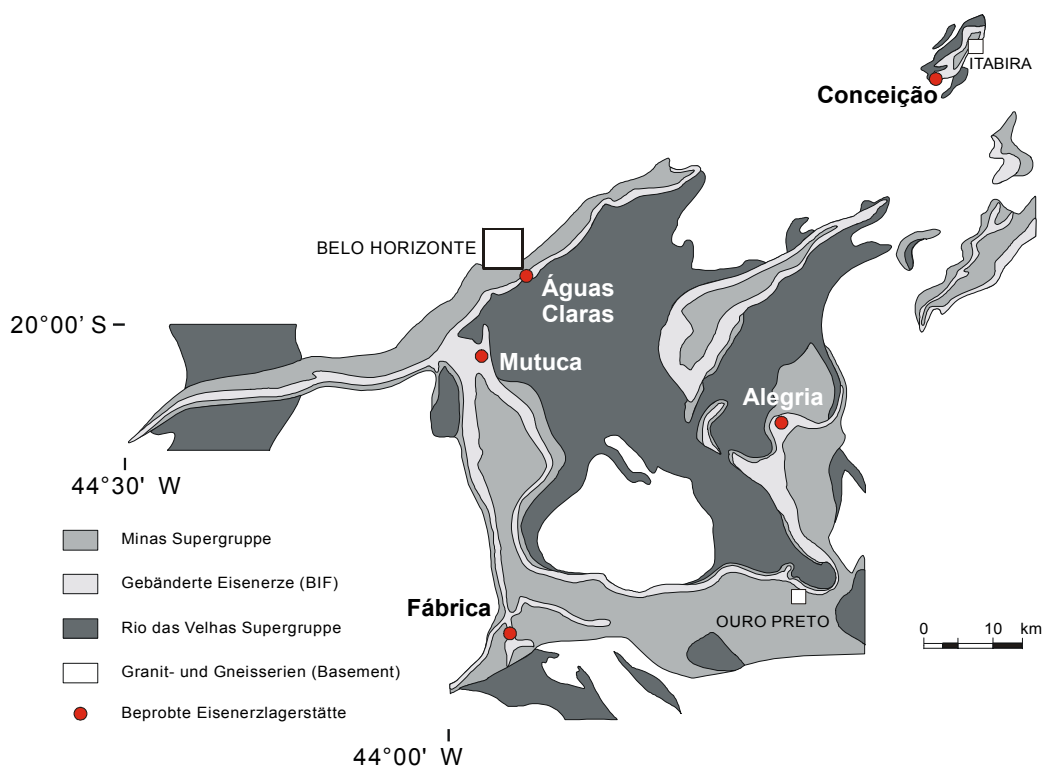 ITABIRA
Conceição
BELO HORIZONTE
Águas
Claras
20°00' S
Mutuca
Alegria
44°30' W
Minas Supergruppe
Gebänderte Eisenerze (BIF)
Rio das Velhas Supergruppe
Granit- und Gneisserien (Basement)
Beprobte Eisenerzlagerstätte
Fábrica
OURO PRETO
0 10 km
44°00' W